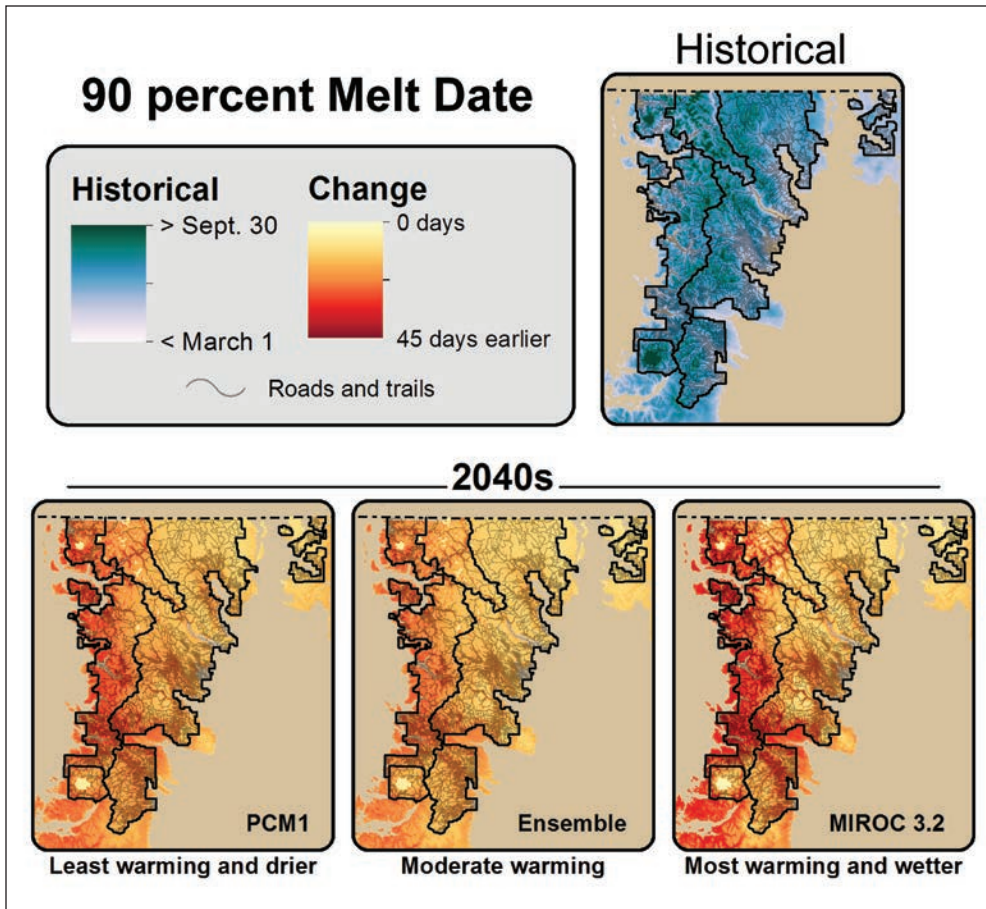 90 percent Melt Date
Historical
Historical
> Sept. 30
< March 1
Change
0 days
45 days earlier
Roads and trails
2040s
PCM1
Least warming and drier
Ensemble
Moderate warming
MIROC 3.2
Most warming and wetter